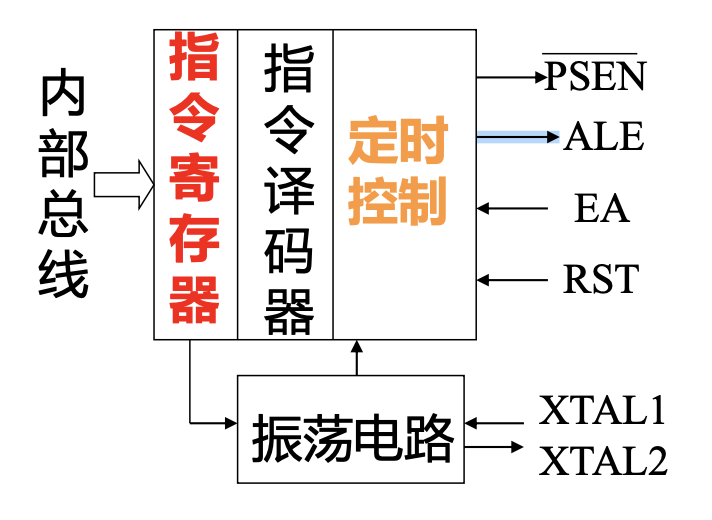 内部总线
指令寄存器
指令译码器
定时
控制
PSEN
ALE
EA
RST
振荡电路
XTAL1
XTAL2